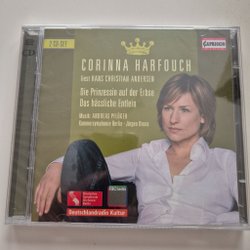 2 CD-SET
CAPRICCIO
CORINNA HARFOUCH
liest HANS CHRISTIAN ANDERSEN
Die Prinzessin auf der Erbse
Das hässliche Entlein
Musik: ANDREAS PFLÜGER
Kammersymphonie Berlin · Jürgen Bruns
Deutschlandradio Kultur